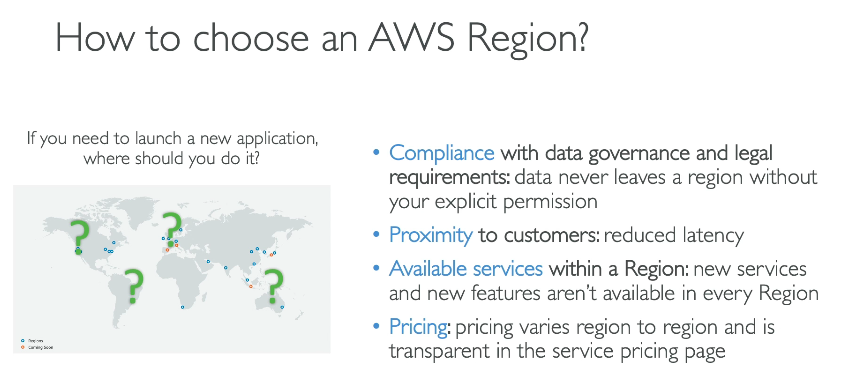 How to choose an AWS Region?
If you need to launch a new application,
where should you do it?
?
?
?
?
Regions
Coming Soon
• Compliance with data governance and legal
requirements: data never leaves a region without
your explicit permission
• Proximity to customers: reduced latency
• Available services within a Region: new services
and new features aren’t available in every Region
• Pricing: pricing varies region to region and is
transparent in the service pricing page